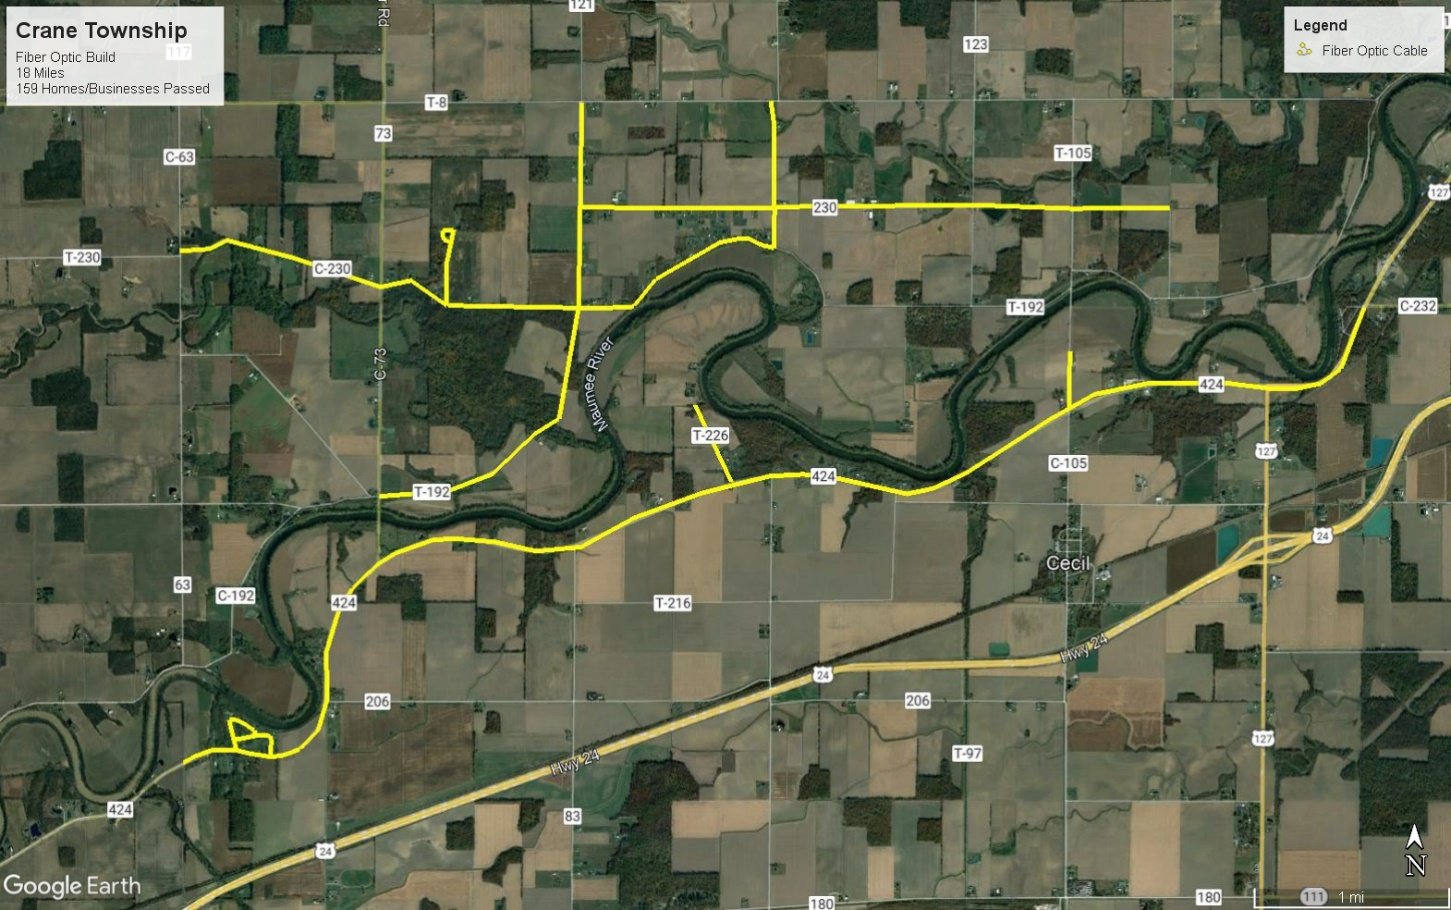 Crane Township
Fiber Optic Build
18 Miles
159 Homes/Businesses Passed
117
121
123
Legend
Fiber Optic Cable
T-8
73
C-63
T-105
127
230
T-230
C-230
T-192
C-232
C-73
Maumee River
424
T-226
424
127
C-105
T-192
24
Cecil
63
C-192
424
T-216
Hwy 24
24
206
206
127
T-97
Hwy 24
424
83
24
N
Google Earth
180
180
111
1 mi